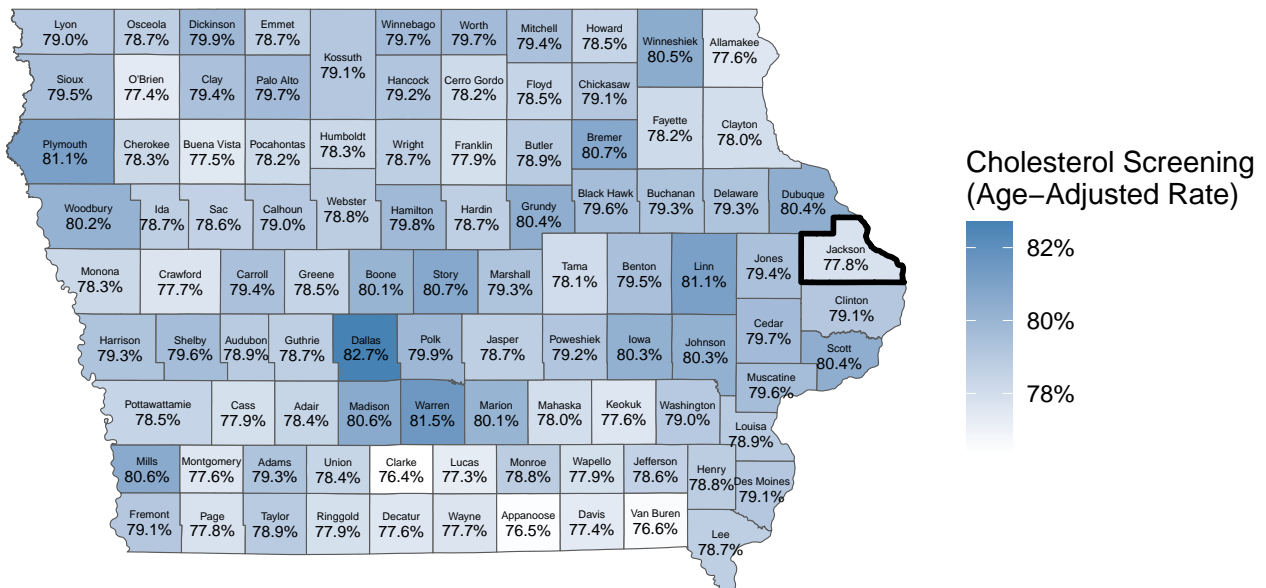 Lyon
79.0%
Osceola
78.7%
Dickinson
79.9%
Emmet
78.7%
Kossuth
79.1%
Winnebago
79.7%
Worth
79.7%
Mitchell
79.4%
Howard
78.5%
Winneshiek
80.5%
Allamakee
77.6%
Sioux
79.5%
O'Brien
77.4%
Clay
79.4%
Palo Alto
79.7%
Hancock
79.2%
Cerro Gordo
78.2%
Floyd
78.5%
Chickasaw
79.1%
Fayette
78.2%
Clayton
78.0%
Plymouth
81.1%
Cherokee
78.3%
Buena Vista
77.5%
Pocahontas
78.2%
Humboldt
78.3%
Wright
78.7%
Franklin
77.9%
Butler
78.9%
Bremer
80.7%
Woodbury
80.2%
Ida
78.7%
Sac
78.6%
Calhoun
79.0%
Webster
78.8%
Hamilton
79.8%
Hardin
78.7%
Grundy
80.4%
Black Hawk
79.6%
Buchanan
79.3%
Delaware
79.3%
Dubuque
80.4%
Monona
78.3%
Crawford
77.7%
Carroll
79.4%
Greene
78.5%
Boone
80.1%
Story
80.7%
Marshall
79.3%
Tama
78.1%
Benton
79.5%
Linn
81.1%
Jones
79.4%
Jackson
77.8%
Clinton
79.1%
Harrison
79.3%
Shelby
79.6%
Audubon
78.9%
Guthrie
78.7%
Dallas
82.7%
Polk
79.9%
Jasper
78.7%
Poweshiek
79.2%
Iowa
80.3%
Johnson
80.3%
Cedar
79.7%
Scott
80.4%
Muscatine
79.6%
Pottawattamie
78.5%
Cass
77.9%
Adair
78.4%
Madison
80.6%
Warren
81.5%
Marion
80.1%
Mahaska
78.0%
Keokuk
77.6%
Washington
79.0%
Louisa
78.9%
Mills
80.6%
Montgomery
77.6%
Adams
79.3%
Union
78.4%
Clarke
76.4%
Lucas
77.3%
Monroe
78.8%
Wapello
77.9%
Jefferson
78.6%
Henry
78.8%
Des Moines
79.1%
Fremont
79.1%
Page
77.8%
Taylor
78.9%
Ringgold
77.9%
Decatur
77.6%
Wayne
77.7%
Appanoose
76.5%
Davis
77.4%
Van Buren
76.6%
Lee
78.7%
Cholesterol Screening
(Age−Adjusted Rate)
82%
80%
78%